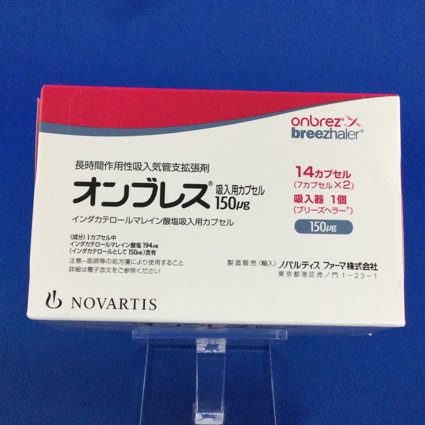 onbrez
breezhaler®
長時間作用性吸入気管支拡張剤
オンブレス®吸入用カプセル150μg
インダカテロールマレイン酸塩吸入用カプセル
14カプセル
(7カプセル×2)
吸入器 1個
(ブリーズヘラー®)
150μg
(成分) 1カプセル中
インダカテロールマレイン酸塩 194μg
(インダカテロールとして150μg)含有
注意−医師等の処方箋により使用すること
詳細は電子添文をご参照ください
製造販売(輸入) ノバルティス ファーマ株式会社
東京都港区虎ノ門1-23-1
NOVARTIS